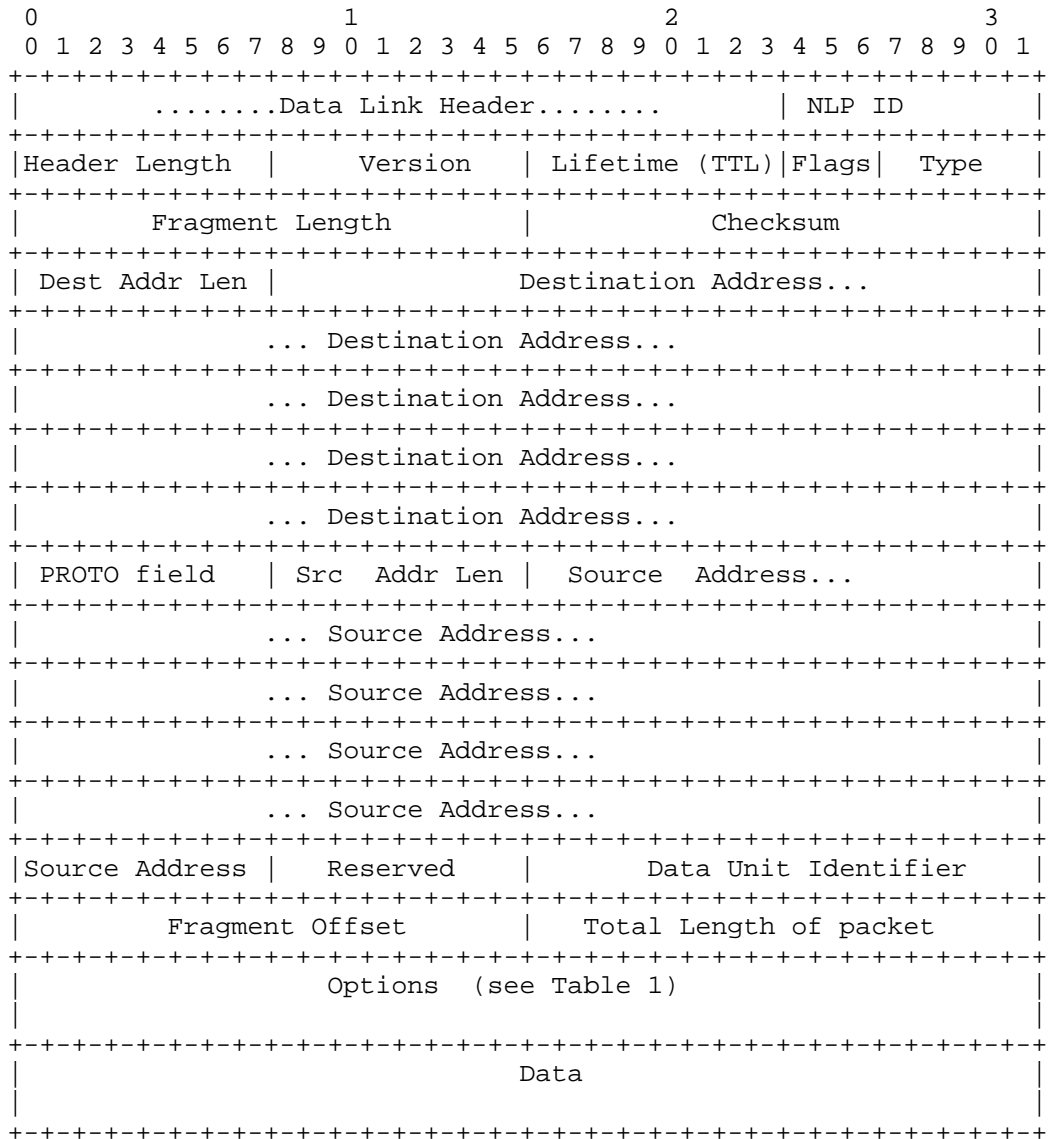 0                   1                   2                   3
 0 1 2 3 4 5 6 7 8 9 0 1 2 3 4 5 6 7 8 9 0 1 2 3 4 5 6 7 8 9 0 1
+-+-+-+-+-+-+-+-+-+-+-+-+-+-+-+-+-+-+-+-+-+-+-+-+-+-+-+-+-+-+-+-+
|        ........Data Link Header........       | NLP ID        |
+-+-+-+-+-+-+-+-+-+-+-+-+-+-+-+-+-+-+-+-+-+-+-+-+-+-+-+-+-+-+-+-+
|Header Length  |     Version   | Lifetime (TTL)|Flags|  Type   |
+-+-+-+-+-+-+-+-+-+-+-+-+-+-+-+-+-+-+-+-+-+-+-+-+-+-+-+-+-+-+-+-+
|        Fragment Length        |           Checksum            |
+-+-+-+-+-+-+-+-+-+-+-+-+-+-+-+-+-+-+-+-+-+-+-+-+-+-+-+-+-+-+-+-+
| Dest Addr Len |               Destination Address...          |
+-+-+-+-+-+-+-+-+-+-+-+-+-+-+-+-+-+-+-+-+-+-+-+-+-+-+-+-+-+-+-+-+
|               ... Destination Address...                      |
+-+-+-+-+-+-+-+-+-+-+-+-+-+-+-+-+-+-+-+-+-+-+-+-+-+-+-+-+-+-+-+-+
|               ... Destination Address...                      |
+-+-+-+-+-+-+-+-+-+-+-+-+-+-+-+-+-+-+-+-+-+-+-+-+-+-+-+-+-+-+-+-+
|               ... Destination Address...                      |
+-+-+-+-+-+-+-+-+-+-+-+-+-+-+-+-+-+-+-+-+-+-+-+-+-+-+-+-+-+-+-+-+
|               ... Destination Address...                      |
+-+-+-+-+-+-+-+-+-+-+-+-+-+-+-+-+-+-+-+-+-+-+-+-+-+-+-+-+-+-+-+-+
| PROTO field   | Src  Addr Len |  Source  Address...           |
+-+-+-+-+-+-+-+-+-+-+-+-+-+-+-+-+-+-+-+-+-+-+-+-+-+-+-+-+-+-+-+-+
|               ... Source Address...                           |
+-+-+-+-+-+-+-+-+-+-+-+-+-+-+-+-+-+-+-+-+-+-+-+-+-+-+-+-+-+-+-+-+
|               ... Source Address...                           |
+-+-+-+-+-+-+-+-+-+-+-+-+-+-+-+-+-+-+-+-+-+-+-+-+-+-+-+-+-+-+-+-+
|               ... Source Address...                           |
+-+-+-+-+-+-+-+-+-+-+-+-+-+-+-+-+-+-+-+-+-+-+-+-+-+-+-+-+-+-+-+-+
|               ... Source Address...                           |
+-+-+-+-+-+-+-+-+-+-+-+-+-+-+-+-+-+-+-+-+-+-+-+-+-+-+-+-+-+-+-+-+
|Source Address |   Reserved    |       Data Unit Identifier    |
+-+-+-+-+-+-+-+-+-+-+-+-+-+-+-+-+-+-+-+-+-+-+-+-+-+-+-+-+-+-+-+-+
|         Fragment Offset       |   Total Length of packet      |
+-+-+-+-+-+-+-+-+-+-+-+-+-+-+-+-+-+-+-+-+-+-+-+-+-+-+-+-+-+-+-+-+
|                   Options  (see Table 1)                      |
|                                                               |
+-+-+-+-+-+-+-+-+-+-+-+-+-+-+-+-+-+-+-+-+-+-+-+-+-+-+-+-+-+-+-+-+
|                               Data                            |
|                                                               |
+-+-+-+-+-+-+-+-+-+-+-+-+-+-+-+-+-+-+-+-+-+-+-+-+-+-+-+-+-+-+-+-+